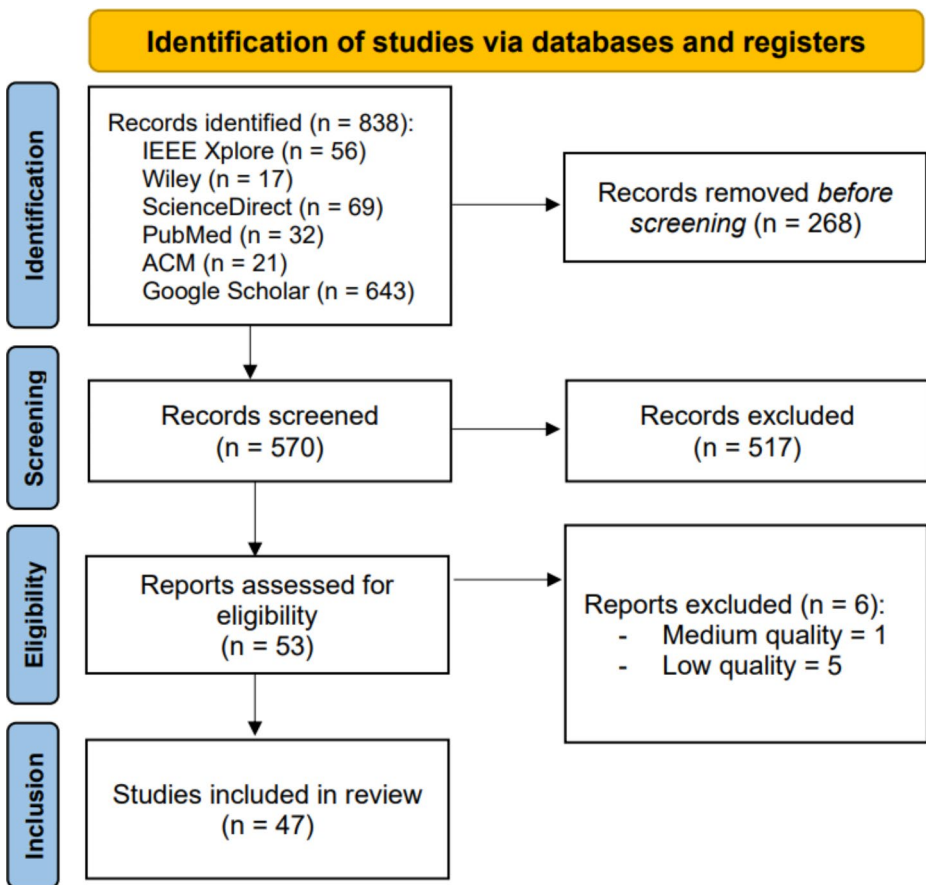 Identification of studies via databases and registers
Identification
Records identified (n = 838):
IEEE Xplore (n = 56)
Wiley (n = 17)
ScienceDirect (n = 69)
PubMed (n = 32)
ACM (n = 21)
Google Scholar (n = 643)
Records removed before
screening (n = 268)
Screening
Records screened
(n = 570)
Records excluded
(n = 517)
Eligibility
Reports assessed for
eligibility
(n = 53)
Reports excluded (n = 6):
- Medium quality = 1
- Low quality = 5
Inclusion
Studies included in review
(n = 47)